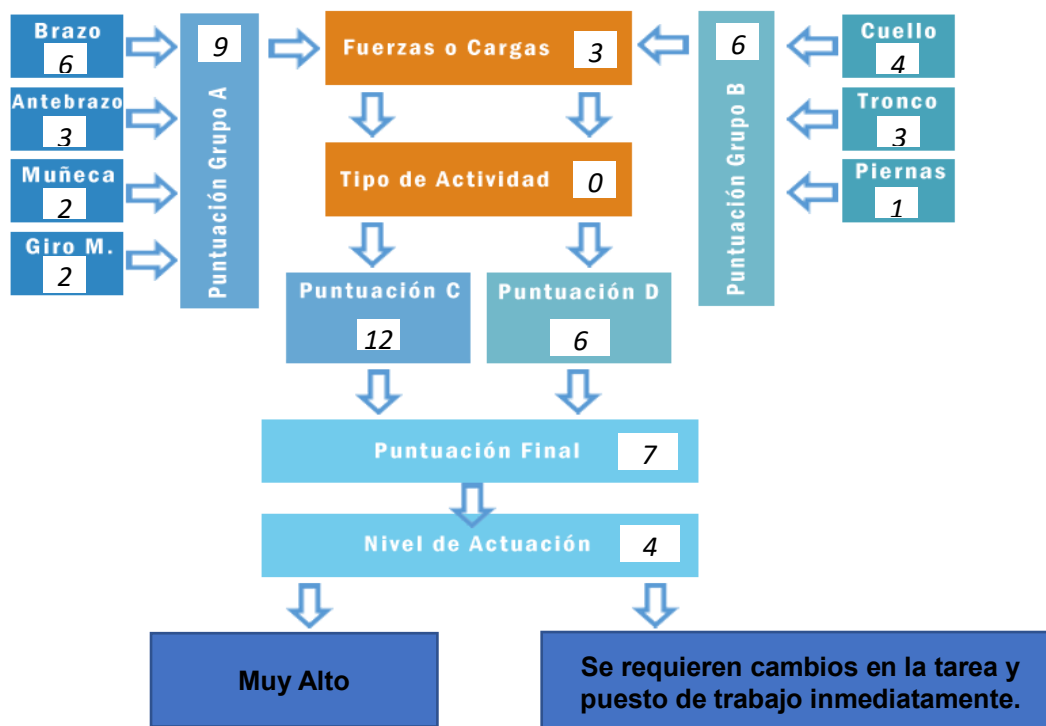 Brazo
6
Antebrazo
3
Muñeca
2
Giro M.
2
9
Puntuación Grupo A
Fuerzas o Cargas 3
Tipo de Actividad 0
6
Puntuación Grupo B
Cuello
4
Tronco
3
Piernas
1
Puntuación C
12
Puntuación D
6
Puntuación Final 7
Nivel de Actuación 4
Muy Alto
Se requieren cambios en la tarea y
puesto de trabajo inmediatamente.